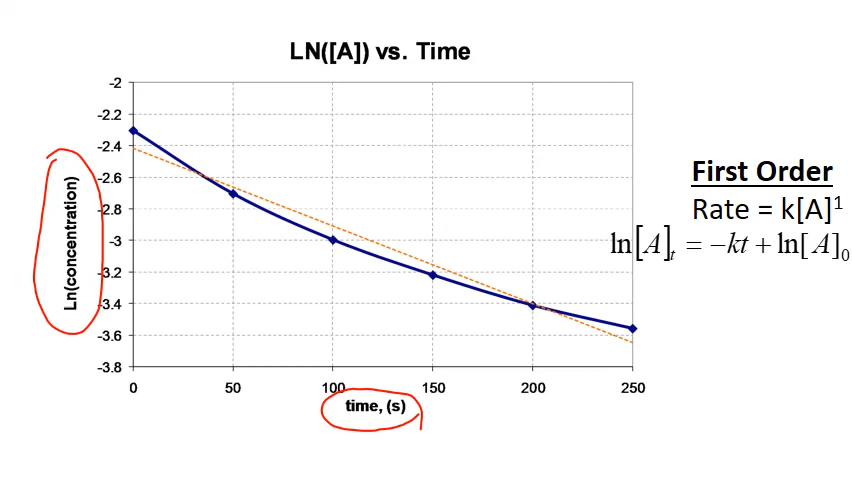 LN([A]) vs. Time
-2
-2.2
-2.4
-2.6
-2.8
-3
-3.2
-3.4
-3.6
-3.8
Ln(concentration)
0 50 100 150 200 250
time, (s)
First Order
Rate = k[A]¹
ln[A]ₜ = −kt + ln[A]₀